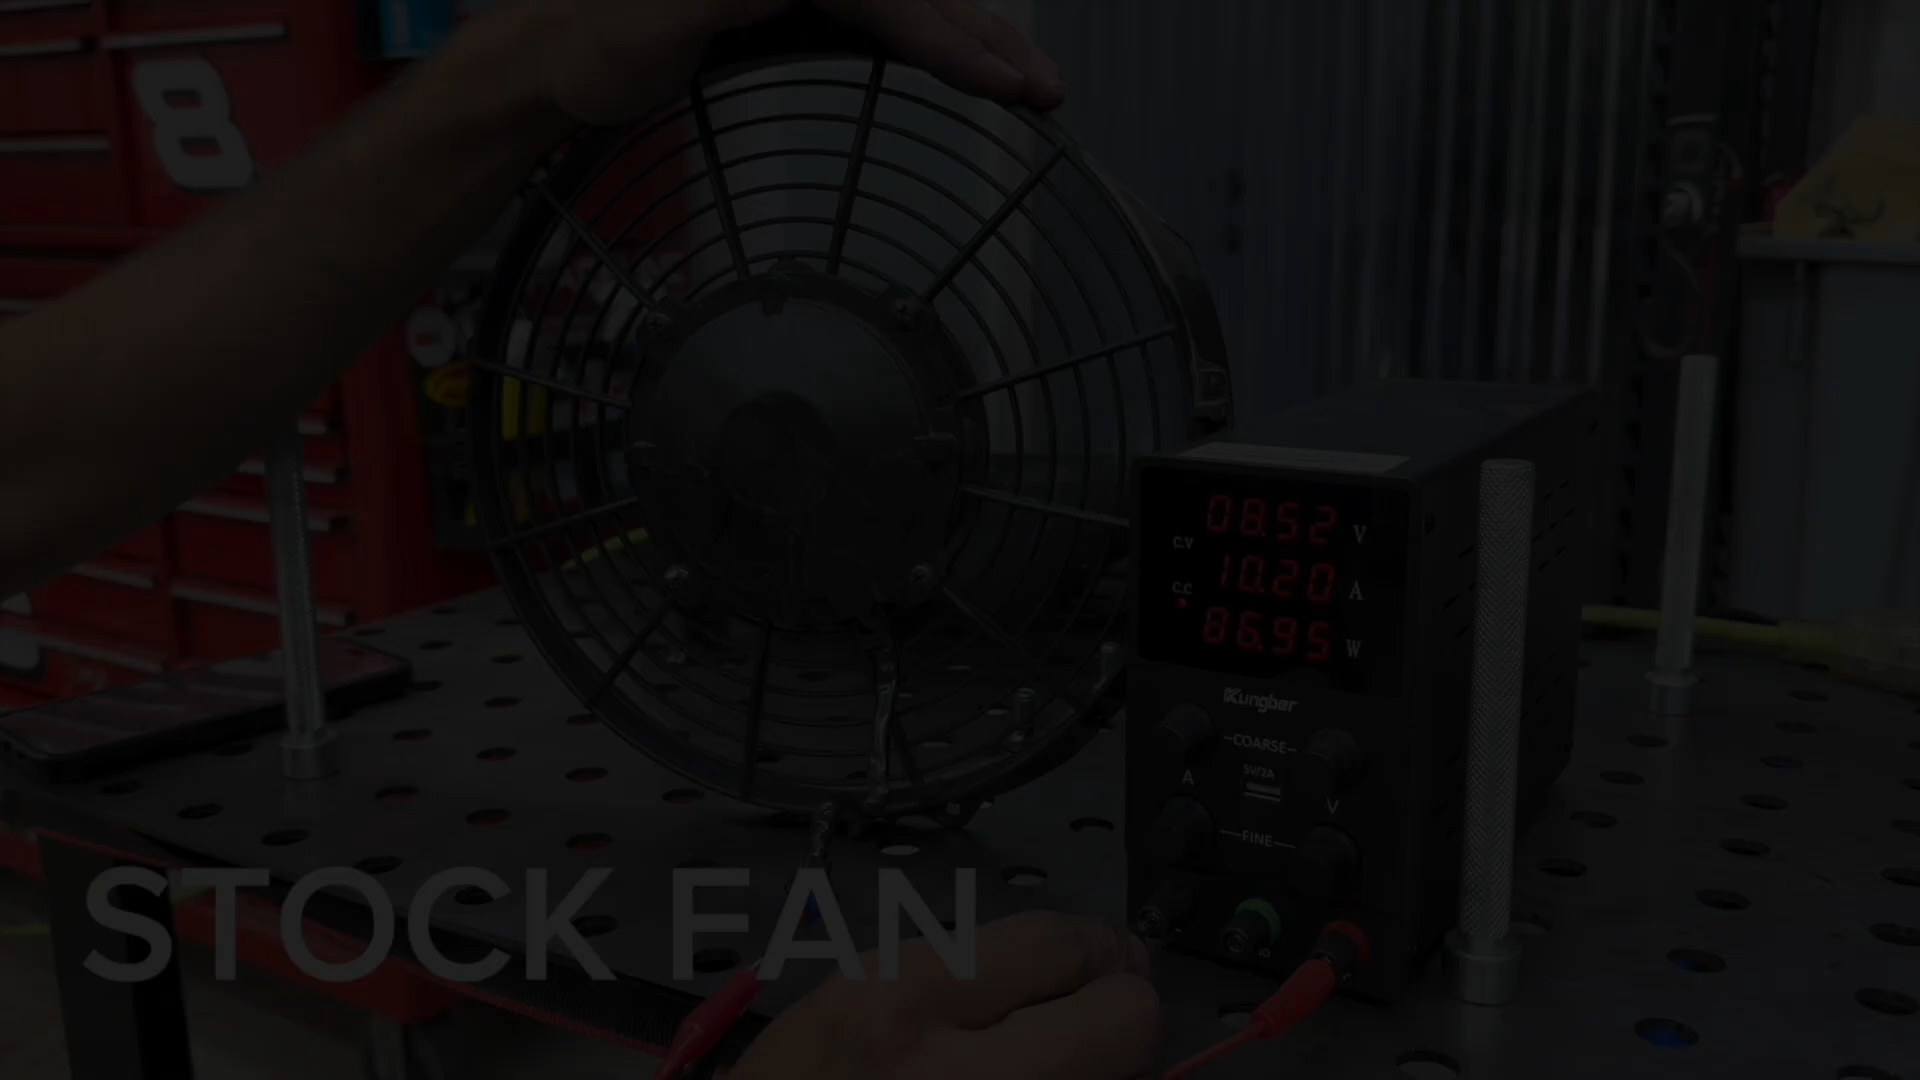 8
08.52 V
C.V
10.20 A
C.C
86.95 W
Kungber
COARSE
5V/2A
A
V
FINE
STOCK FAN